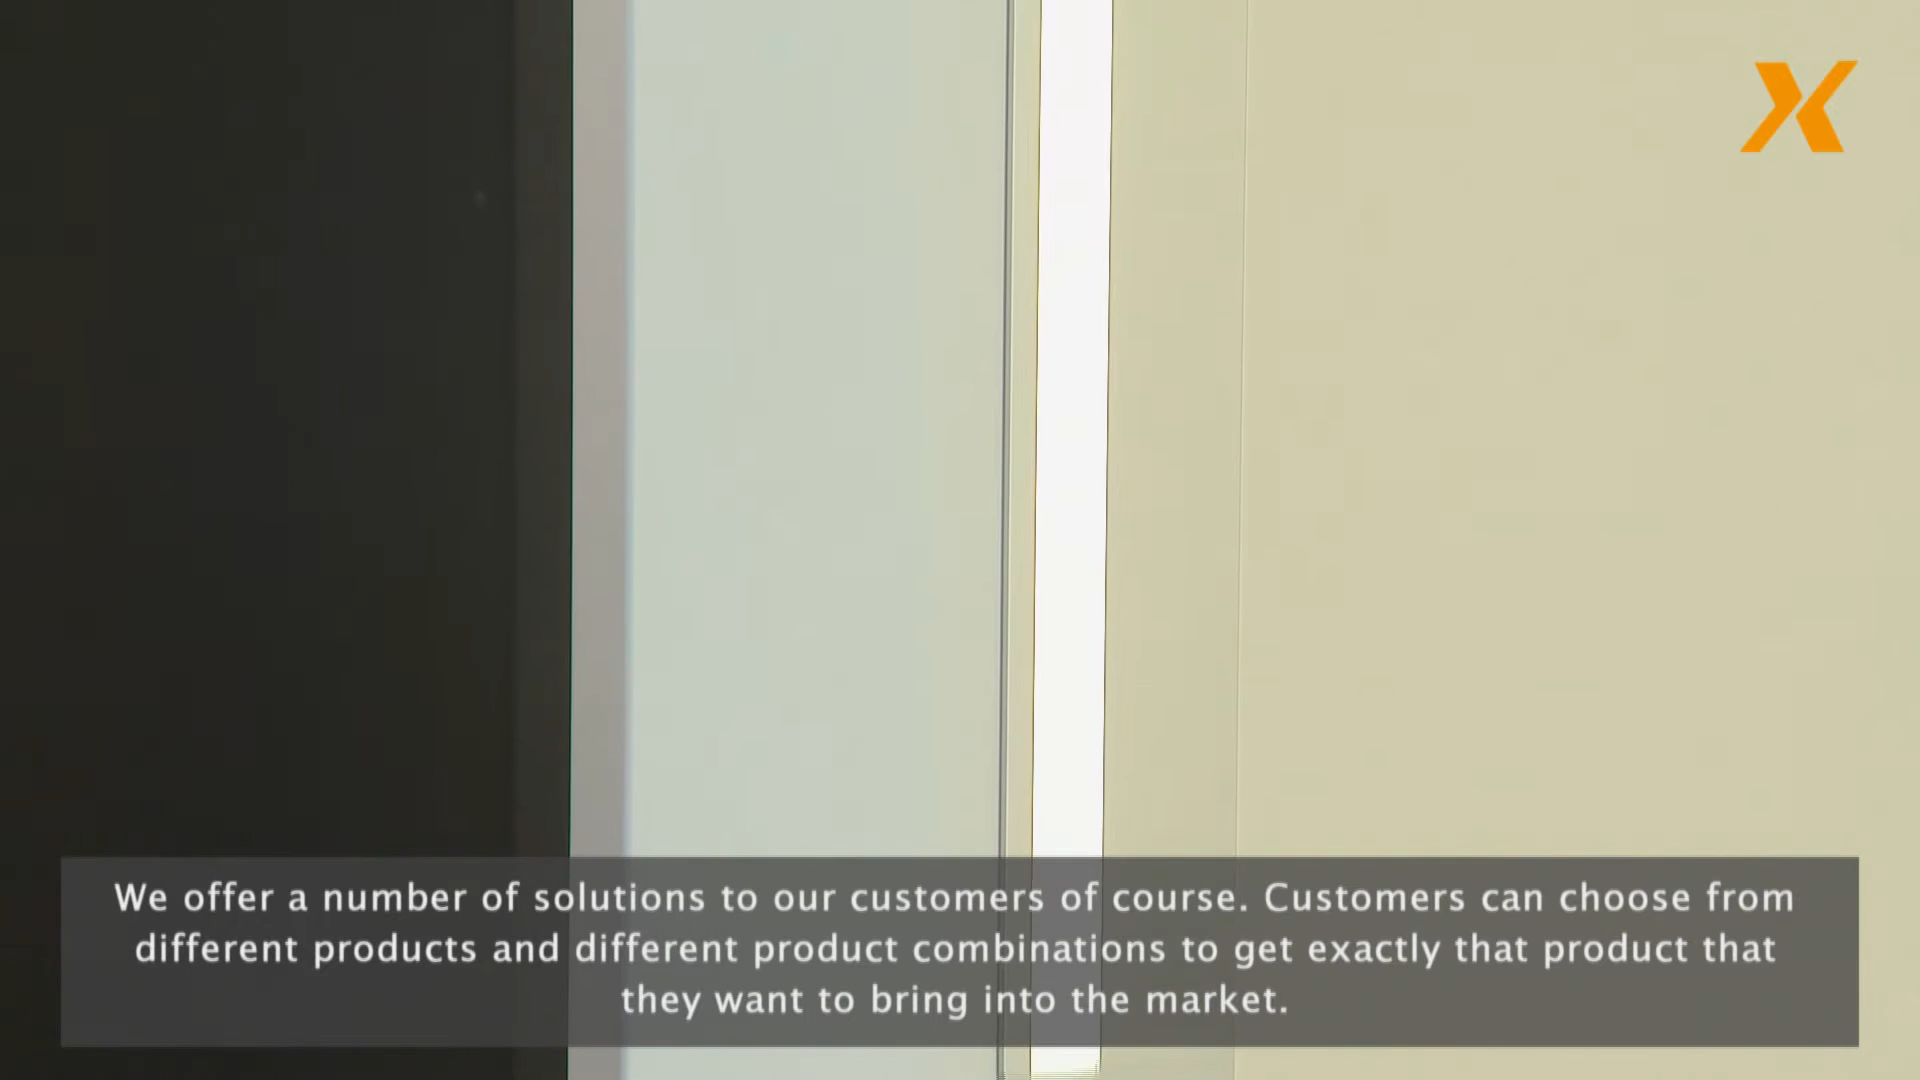 We offer a number of solutions to our customers of course. Customers can choose from
different products and different product combinations to get exactly that product that
they want to bring into the market.